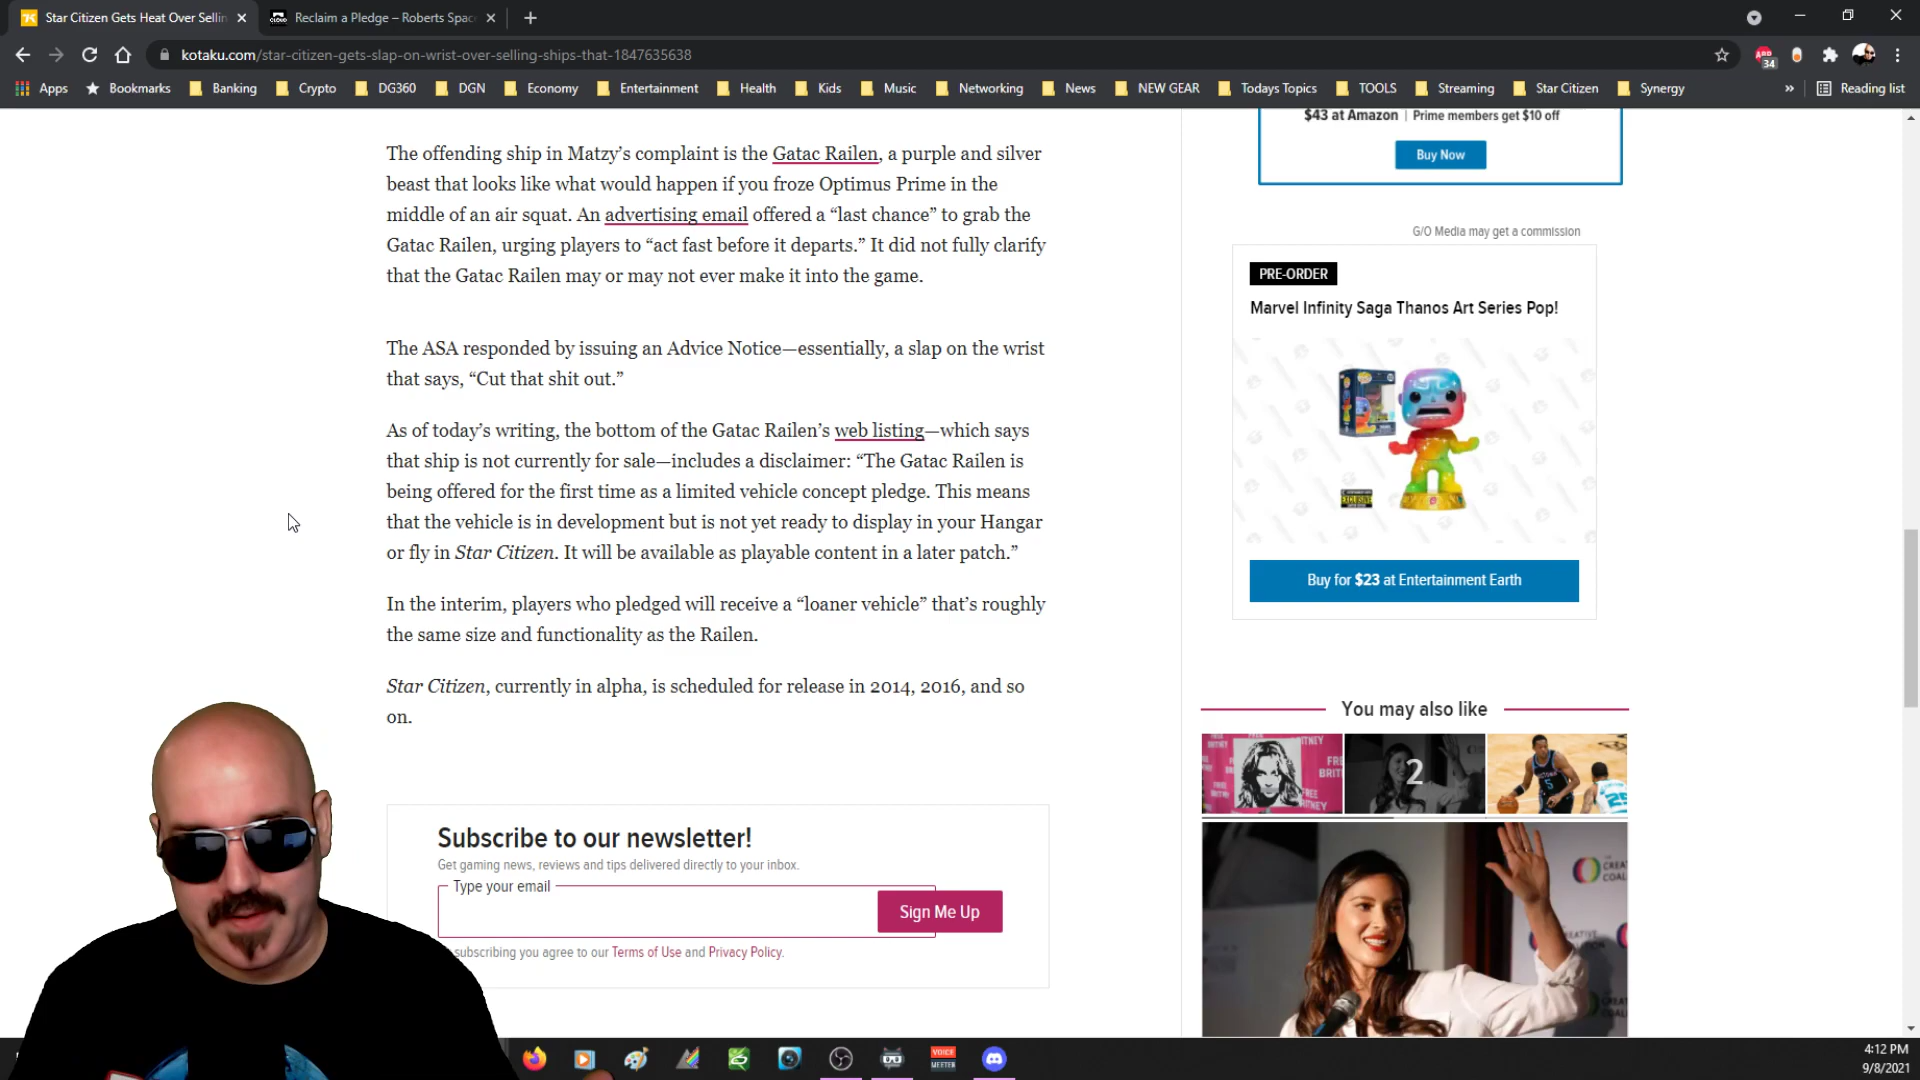 Star Citizen Gets Heat Over Sellin
Reclaim a Pledge – Roberts Spac
kotaku.com/star-citizen-gets-slap-on-wrist-over-selling-ships-that-1847635638
34
Apps Bookmarks Banking Crypto DG360 DGN Economy Entertainment Health Kids Music Networking News NEW GEAR Todays Topics TOOLS Streaming Star Citizen Synergy » Reading list
The offending ship in Matzy’s complaint is the Gatac Railen, a purple and silver
beast that looks like what would happen if you froze Optimus Prime in the
middle of an air squat. An advertising email offered a “last chance” to grab the
Gatac Railen, urging players to “act fast before it departs.” It did not fully clarify
that the Gatac Railen may or may not ever make it into the game.
The ASA responded by issuing an Advice Notice—essentially, a slap on the wrist
that says, “Cut that shit out.”
As of today’s writing, the bottom of the Gatac Railen’s web listing—which says
that ship is not currently for sale—includes a disclaimer: “The Gatac Railen is
being offered for the first time as a limited vehicle concept pledge. This means
that the vehicle is in development but is not yet ready to display in your Hangar
or fly in Star Citizen. It will be available as playable content in a later patch.”
In the interim, players who pledged will receive a “loaner vehicle” that’s roughly
the same size and functionality as the Railen.
Star Citizen, currently in alpha, is scheduled for release in 2014, 2016, and so
on.
Subscribe to our newsletter!
Get gaming news, reviews and tips delivered directly to your inbox.
Type your email
Sign Me Up
subscribing you agree to our Terms of Use and Privacy Policy.
$43 at Amazon | Prime members get $10 off
Buy Now
G/O Media may get a commission
PRE-ORDER
Marvel Infinity Saga Thanos Art Series Pop!
Buy for $23 at Entertainment Earth
You may also like
2
VOICE
MEETER
4:12 PM
9/8/2021